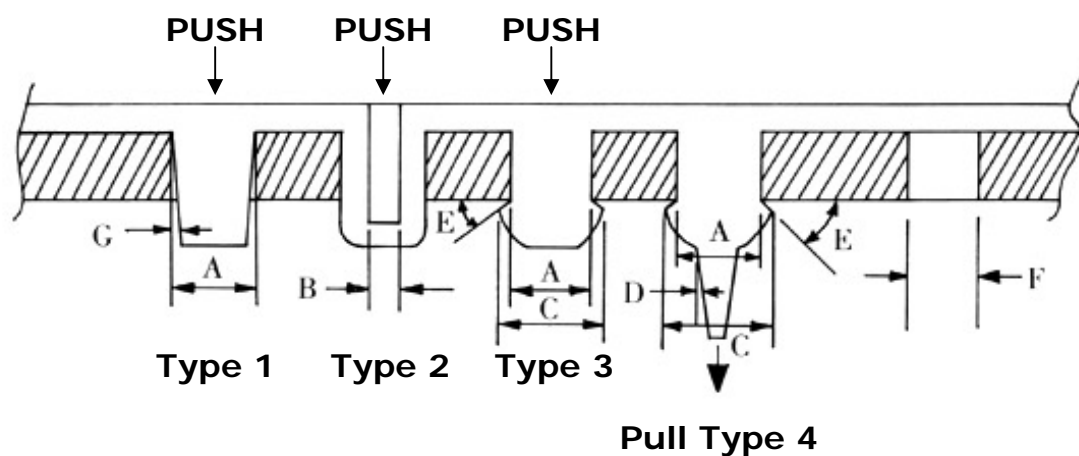 PUSH PUSH PUSH
G A B E A C D A C E F
Type 1 Type 2 Type 3
Pull Type 4